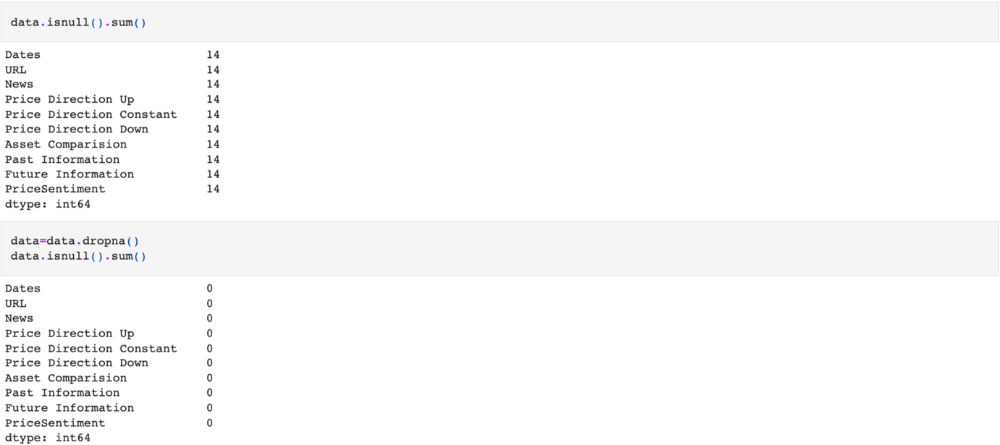 data.isnull().sum()
Dates 14
URL 14
News 14
Price Direction Up 14
Price Direction Constant 14
Price Direction Down 14
Asset Comparision 14
Past Information 14
Future Information 14
PriceSentiment 14
dtype: int64
data=data.dropna()
data.isnull().sum()
Dates 0
URL 0
News 0
Price Direction Up 0
Price Direction Constant 0
Price Direction Down 0
Asset Comparision 0
Past Information 0
Future Information 0
PriceSentiment 0
dtype: int64